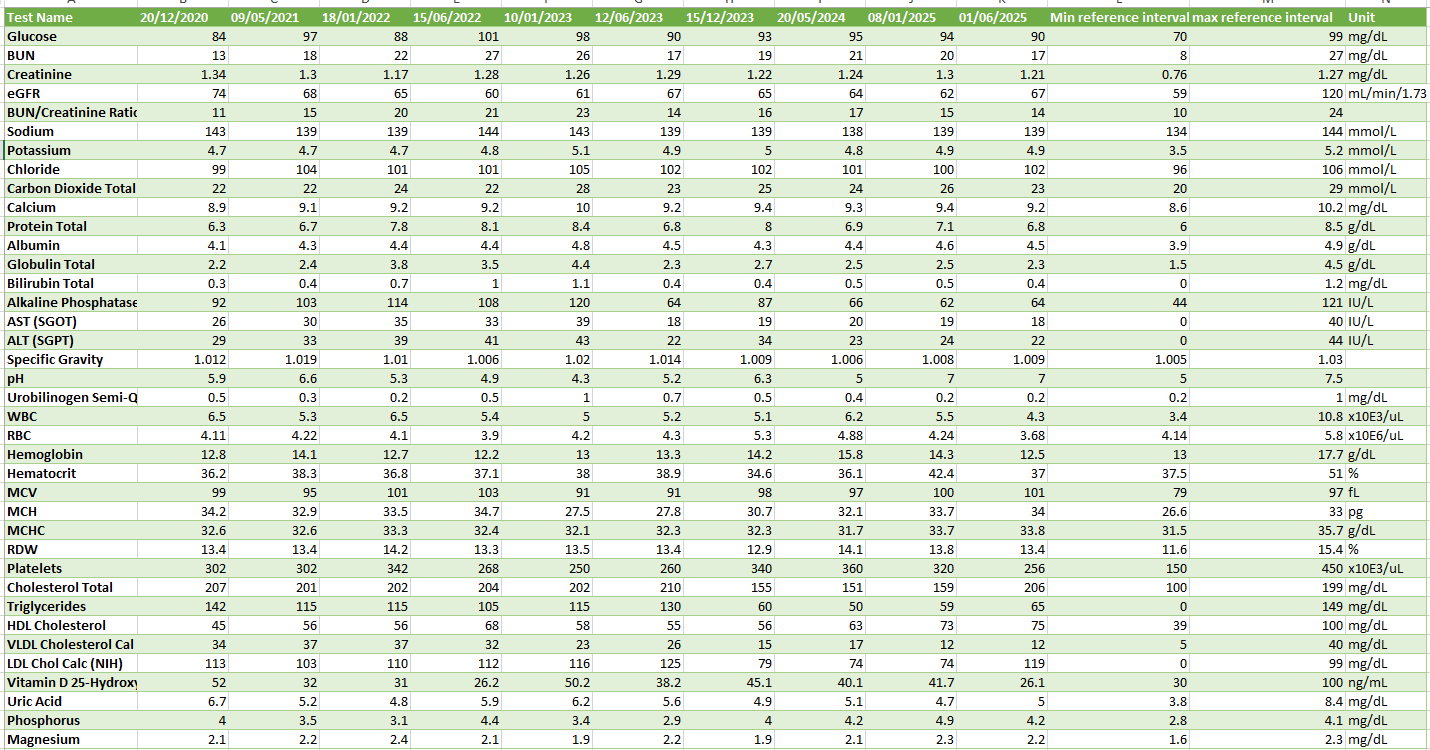 Test Name 20/12/2020 09/05/2021 18/01/2022 15/06/2022 10/01/2023 12/06/2023 15/12/2023 20/05/2024 08/01/2025 01/06/2025 Min reference interval max reference interval Unit
Glucose 84 97 88 101 98 90 93 95 94 90 70 99 mg/dL
BUN 13 18 22 27 26 17 19 21 20 17 8 27 mg/dL
Creatinine 1.34 1.3 1.17 1.28 1.26 1.29 1.22 1.24 1.3 1.21 0.76 1.27 mg/dL
eGFR 74 68 65 60 61 67 65 64 62 67 59 120 mL/min/1.73
BUN/Creatinine Ratio 11 15 20 21 23 14 16 17 15 14 10 24
Sodium 143 139 139 144 143 139 139 138 139 139 134 144 mmol/L
Potassium 4.7 4.7 4.7 4.8 5.1 4.9 5 4.8 4.9 4.9 3.5 5.2 mmol/L
Chloride 99 104 101 101 105 102 102 101 100 102 96 106 mmol/L
Carbon Dioxide Total 22 22 24 22 28 23 25 24 26 23 20 29 mmol/L
Calcium 8.9 9.1 9.2 9.2 10 9.2 9.4 9.3 9.4 9.2 8.6 10.2 mg/dL
Protein Total 6.3 6.7 7.8 8.1 8.4 6.8 8 6.9 7.1 6.8 6 8.5 g/dL
Albumin 4.1 4.3 4.4 4.4 4.8 4.5 4.3 4.4 4.6 4.5 3.9 4.9 g/dL
Globulin Total 2.2 2.4 3.8 3.5 4.4 2.3 2.7 2.5 2.5 2.3 1.5 4.5 g/dL
Bilirubin Total 0.3 0.4 0.7 1 1.1 0.4 0.4 0.5 0.5 0.4 0 1.2 mg/dL
Alkaline Phosphatase 92 103 114 108 120 64 87 66 62 64 44 121 IU/L
AST (SGOT) 26 30 35 33 39 18 19 20 19 18 0 40 IU/L
ALT (SGPT) 29 33 39 41 43 22 34 23 24 22 0 44 IU/L
Specific Gravity 1.012 1.019 1.01 1.006 1.02 1.014 1.009 1.006 1.008 1.009 1.005 1.03
pH 5.9 6.6 5.3 4.9 4.3 5.2 6.3 5 7 7 5 7.5
Urobilinogen Semi-Q 0.5 0.3 0.2 0.5 1 0.7 0.5 0.4 0.2 0.2 0.2 1 mg/dL
WBC 6.5 5.3 6.5 5.4 5 5.2 5.1 6.2 5.5 4.3 3.4 10.8 x10E3/uL
RBC 4.11 4.22 4.1 3.9 4.2 4.3 5.3 4.88 4.24 3.68 4.14 5.8 x10E6/uL
Hemoglobin 12.8 14.1 12.7 12.2 13 13.3 14.2 15.8 14.3 12.5 13 17.7 g/dL
Hematocrit 36.2 38.3 36.8 37.1 38 38.9 34.6 36.1 42.4 37 37.5 51 %
MCV 99 95 101 103 91 91 98 97 100 101 79 97 fL
MCH 34.2 32.9 33.5 34.7 27.5 27.8 30.7 32.1 33.7 34 26.6 33 pg
MCHC 32.6 32.6 33.3 32.4 32.1 32.3 32.3 31.7 33.7 33.8 31.5 35.7 g/dL
RDW 13.4 13.4 14.2 13.3 13.5 13.4 12.9 14.1 13.8 13.4 11.6 15.4 %
Platelets 302 302 342 268 250 260 340 360 320 256 150 450 x10E3/uL
Cholesterol Total 207 201 202 204 202 210 155 151 159 206 100 199 mg/dL
Triglycerides 142 115 115 105 115 130 60 50 59 65 0 149 mg/dL
HDL Cholesterol 45 56 56 68 58 55 56 63 73 75 39 100 mg/dL
VLDL Cholesterol Cal 34 37 37 32 23 26 15 17 12 12 5 40 mg/dL
LDL Chol Calc (NIH) 113 103 110 112 116 125 79 74 74 119 0 99 mg/dL
Vitamin D 25-Hydroxy 52 32 31 26.2 50.2 38.2 45.1 40.1 41.7 26.1 30 100 ng/mL
Uric Acid 6.7 5.2 4.8 5.9 6.2 5.6 4.9 5.1 4.7 5 3.8 8.4 mg/dL
Phosphorus 4 3.5 3.1 4.4 3.4 2.9 4 4.2 4.9 4.2 2.8 4.1 mg/dL
Magnesium 2.1 2.2 2.4 2.1 1.9 2.2 1.9 2.1 2.3 2.2 1.6 2.3 mg/dL